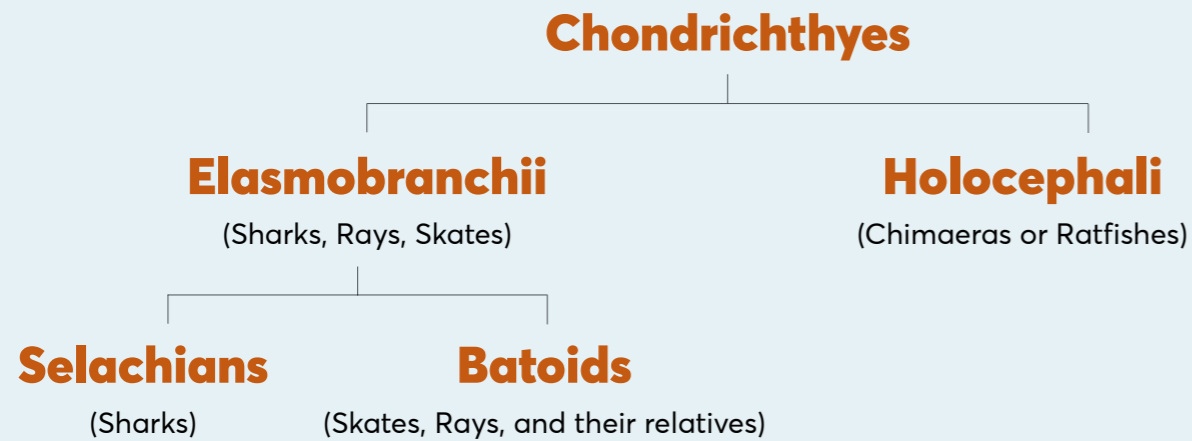 Chondrichthyes
Elasmobranchii
Holocephali
(Sharks, Rays, Skates)
(Chimaeras or Ratfishes)
Selachians
Batoids
(Sharks)
(Skates, Rays, and their relatives)